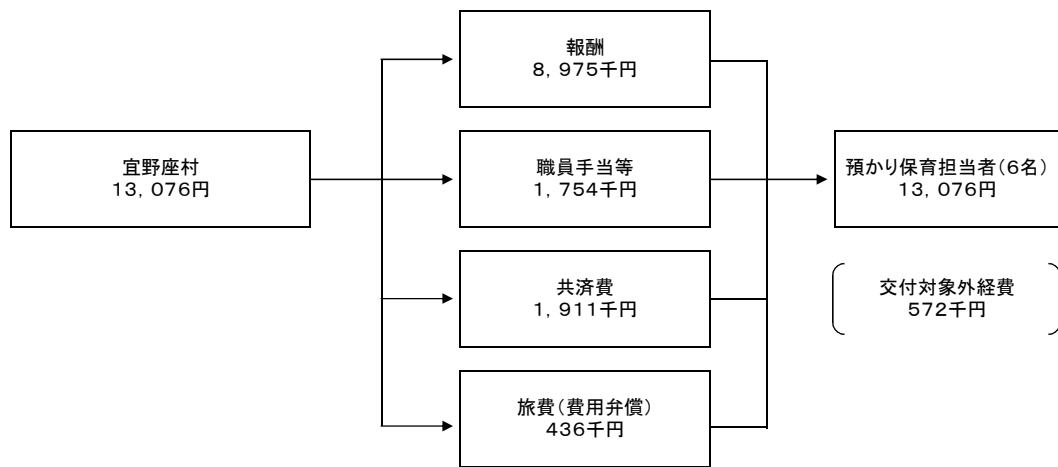 報酬
8,975千円
宜野座村
13,076円
職員手当等
1,754千円
預かり保育担当者(6名)
13,076円
共済費
1,911千円
交付対象外経費
572千円
旅費(費用弁償)
436千円